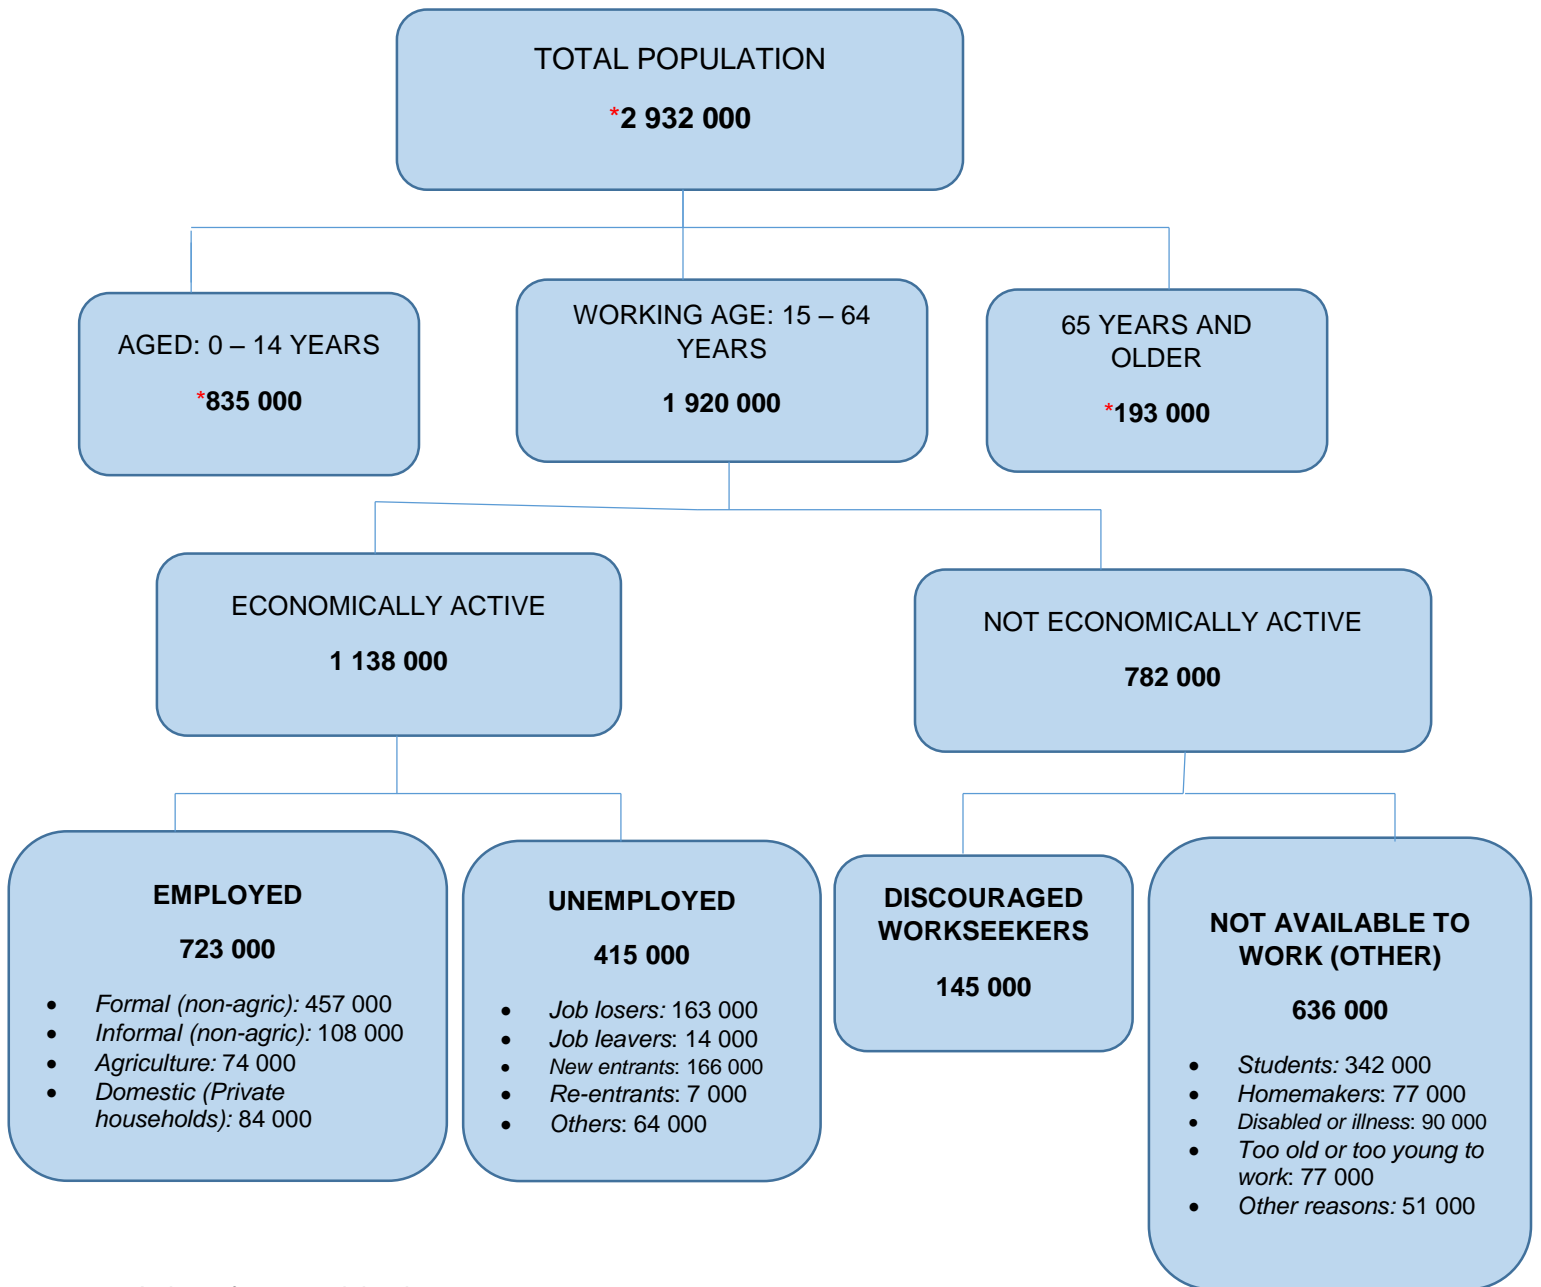 TOTAL POPULATION
*2 932 000
AGED: 0 – 14 YEARS
*835 000
WORKING AGE: 15 – 64
YEARS
1 920 000
65 YEARS AND
OLDER
*193 000
ECONOMICALLY ACTIVE
1 138 000
NOT ECONOMICALLY ACTIVE
782 000
EMPLOYED
723 000
• Formal (non-agric): 457 000
• Informal (non-agric): 108 000
• Agriculture: 74 000
• Domestic (Private
households): 84 000
UNEMPLOYED
415 000
• Job losers: 163 000
• Job leavers: 14 000
• New entrants: 166 000
• Re-entrants: 7 000
• Others: 64 000
DISCOURAGED
WORKSEEKERS
145 000
NOT AVAILABLE TO
WORK (OTHER)
636 000
• Students: 342 000
• Homemakers: 77 000
• Disabled or illness: 90 000
• Too old or too young to
work: 77 000
• Other reasons: 51 000